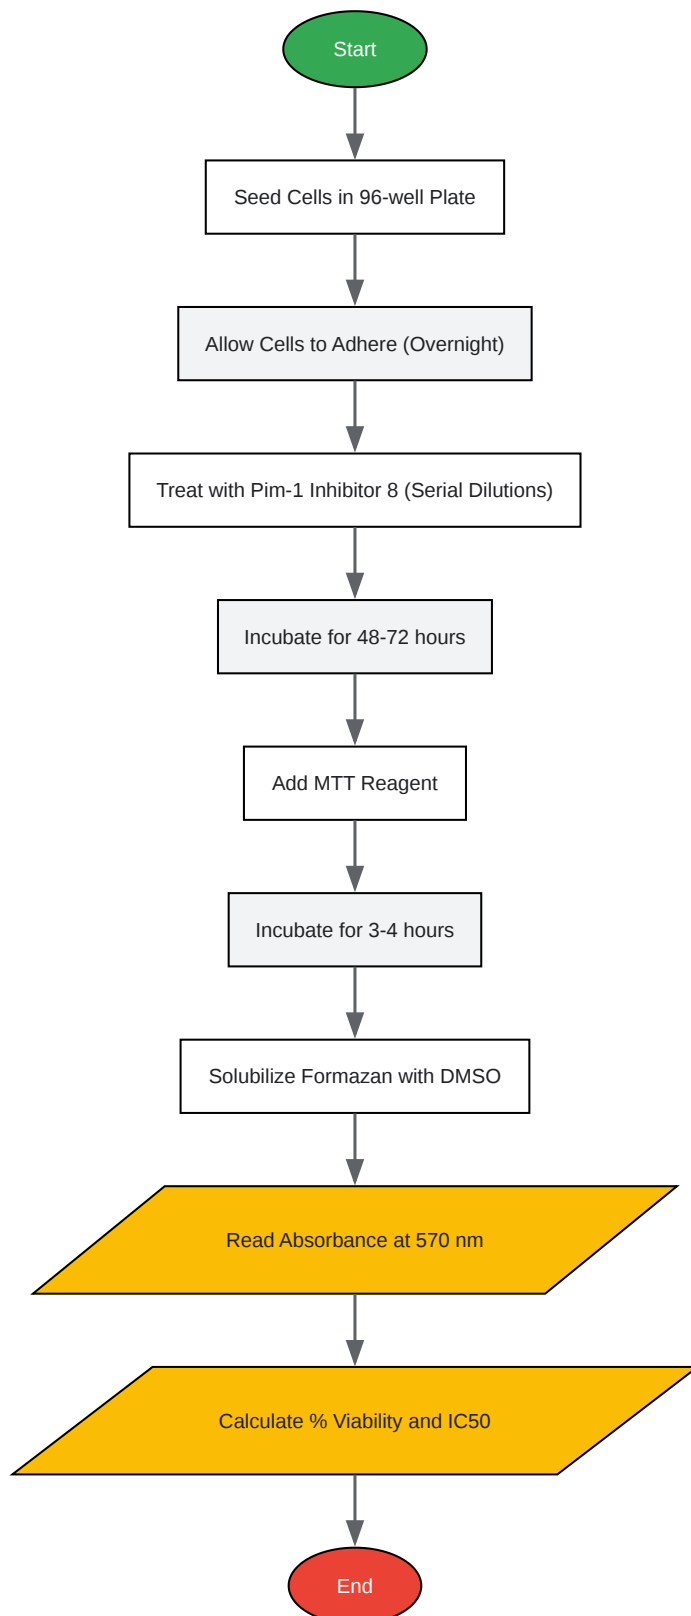 Start
Seed Cells in 96-well Plate
Allow Cells to Adhere (Overnight)
Treat with Pim-1 Inhibitor 8 (Serial Dilutions)
Incubate for 48-72 hours
Add MTT Reagent
Incubate for 3-4 hours
Solubilize Formazan with DMSO
Read Absorbance at 570 nm
Calculate % Viability and IC50
End